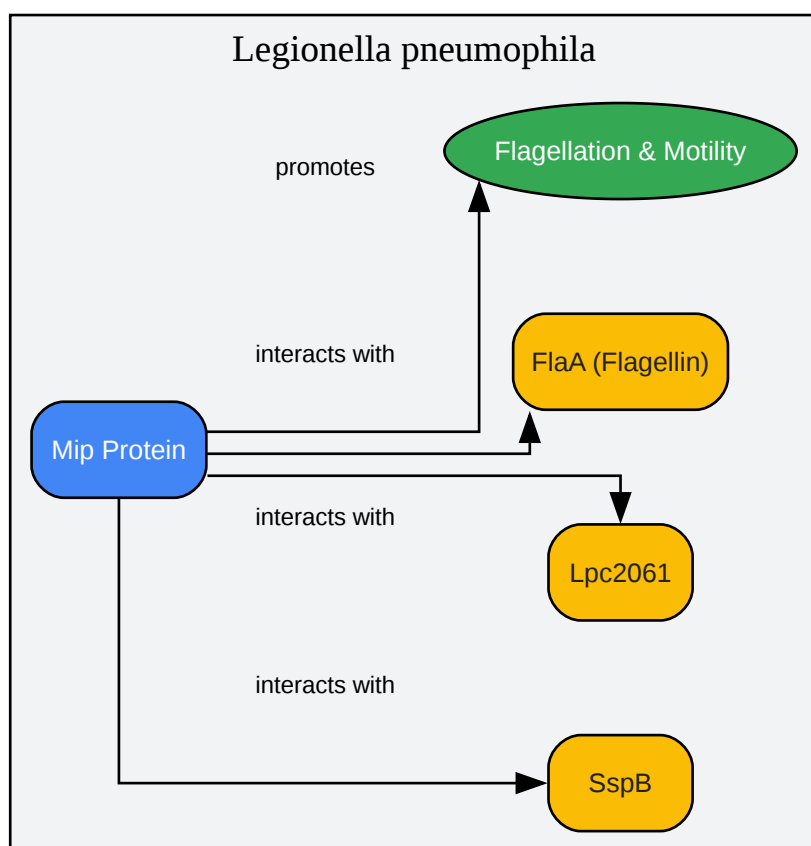 Legionella pneumophila
promotes
Flagellation & Motility
interacts with
FlaA (Flagellin)
Mip Protein
interacts with
Lpc2061
interacts with
SspB